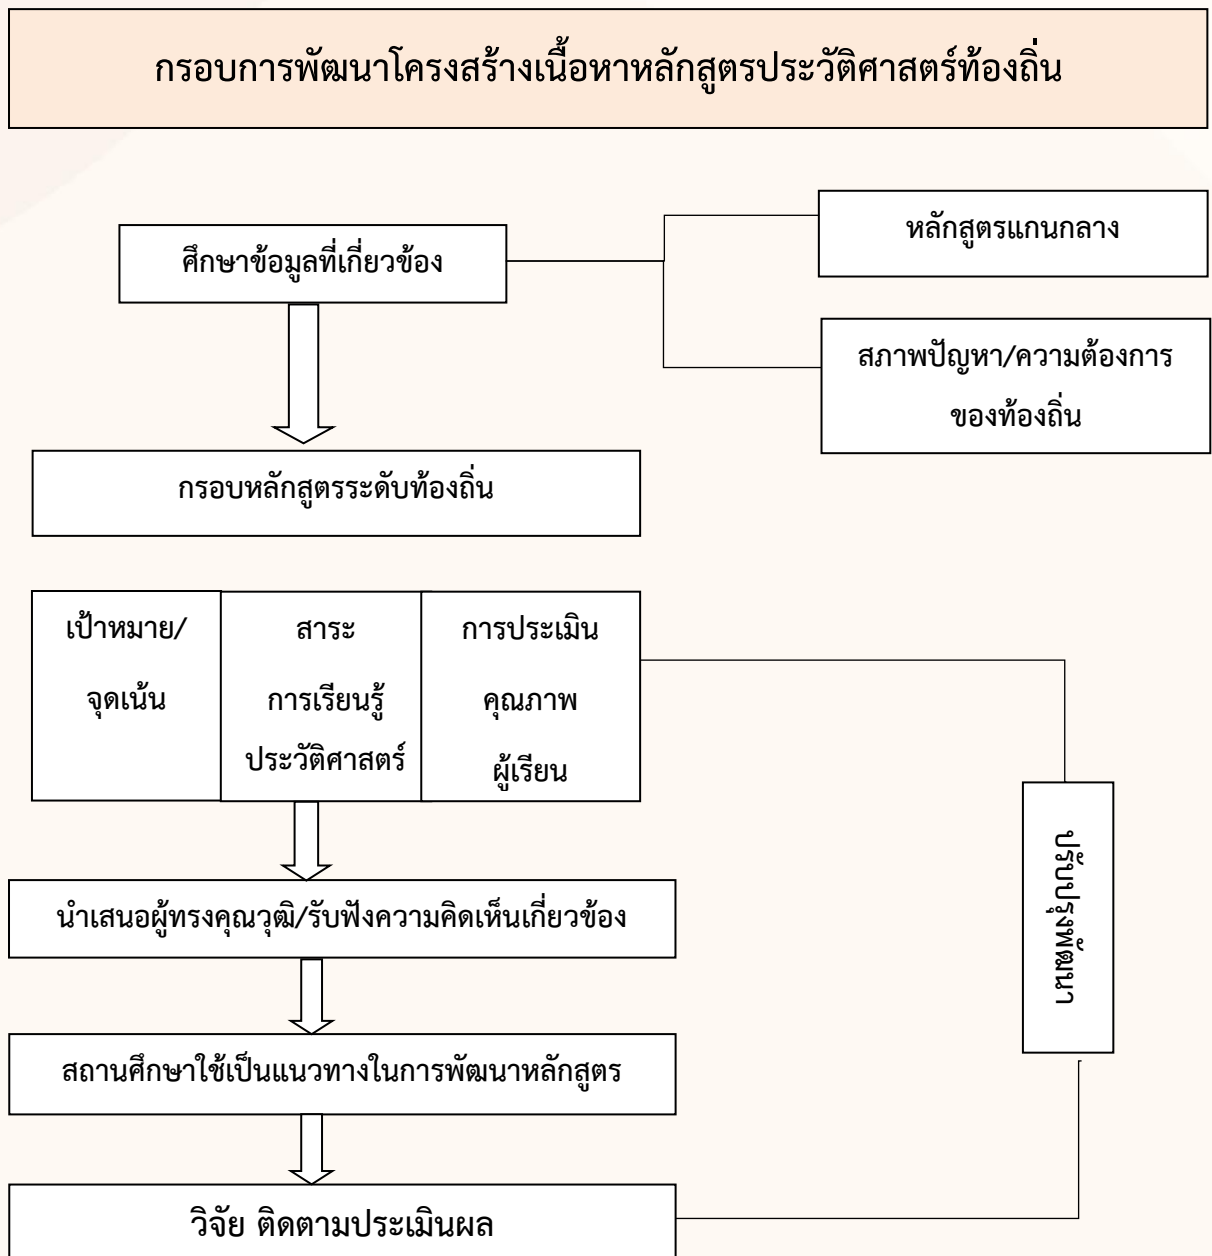 กรอบการพัฒนาโครงสร้างเนื้อหาหลักสูตรประวัติศาสตร์ท้องถิ่น
ศึกษาข้อมูลที่เกี่ยวข้อง
หลักสูตรแกนกลาง
สภาพปัญหา/ความต้องการ
ของท้องถิ่น
กรอบหลักสูตรระดับท้องถิ่น
เป้าหมาย/
จุดเน้น
สาระ
การเรียนรู้
ประวัติศาสตร์
การประเมิน
คุณภาพ
ผู้เรียน
ปรับปรุงพัฒนา
นำเสนอผู้ทรงคุณวุฒิ/รับฟังความคิดเห็นเกี่ยวข้อง
สถานศึกษาใช้เป็นแนวทางในการพัฒนาหลักสูตร
วิจัย ติดตามประเมินผล